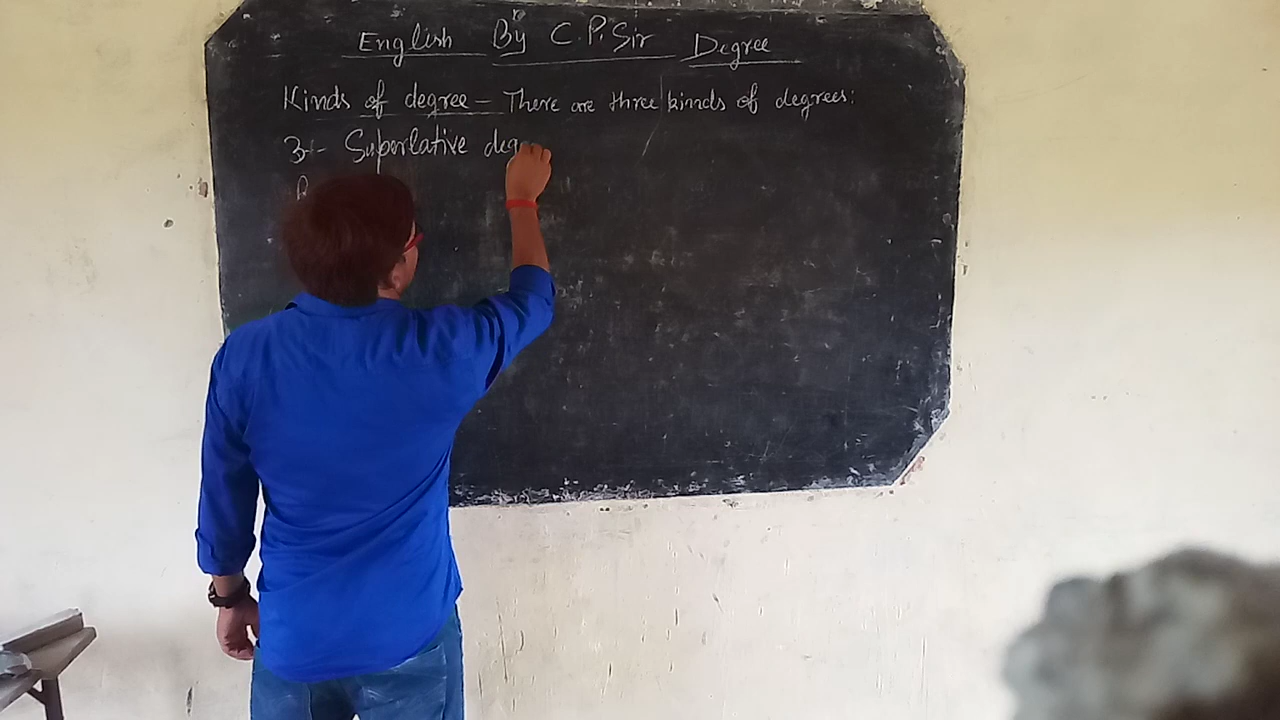 English By C.P. Sir Degree
Kinds of degree - There are three kinds of degrees:
3 - Superlative deg